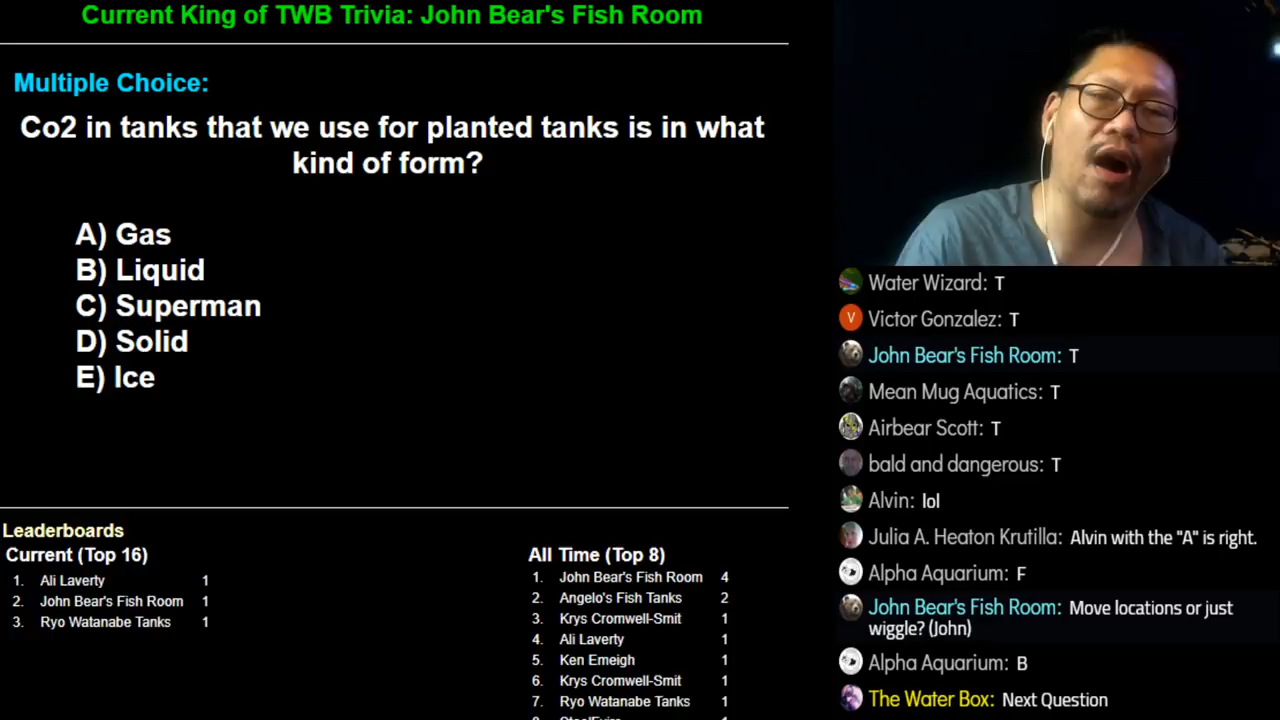 Current King of TWB Trivia: John Bear's Fish Room
Multiple Choice:
Co2 in tanks that we use for planted tanks is in what
kind of form?
A) Gas
B) Liquid
C) Superman
D) Solid
E) Ice
Leaderboards
Current (Top 16)
1. Ali Laverty 1
2. John Bear's Fish Room 1
3. Ryo Watanabe Tanks 1
All Time (Top 8)
1. John Bear's Fish Room 4
2. Angelo's Fish Tanks 2
3. Krys Cromwell-Smit 1
4. Ali Laverty 1
5. Ken Emeigh 1
6. Krys Cromwell-Smit 1
7. Ryo Watanabe Tanks 1
Water Wizard: T
V Victor Gonzalez: T
John Bear's Fish Room: T
Mean Mug Aquatics: T
Airbear Scott: T
bald and dangerous: T
Alvin: lol
Julia A. Heaton Krutilla: Alvin with the "A" is right.
Alpha Aquarium: F
John Bear's Fish Room: Move locations or just
wiggle? (John)
Alpha Aquarium: B
The Water Box: Next Question